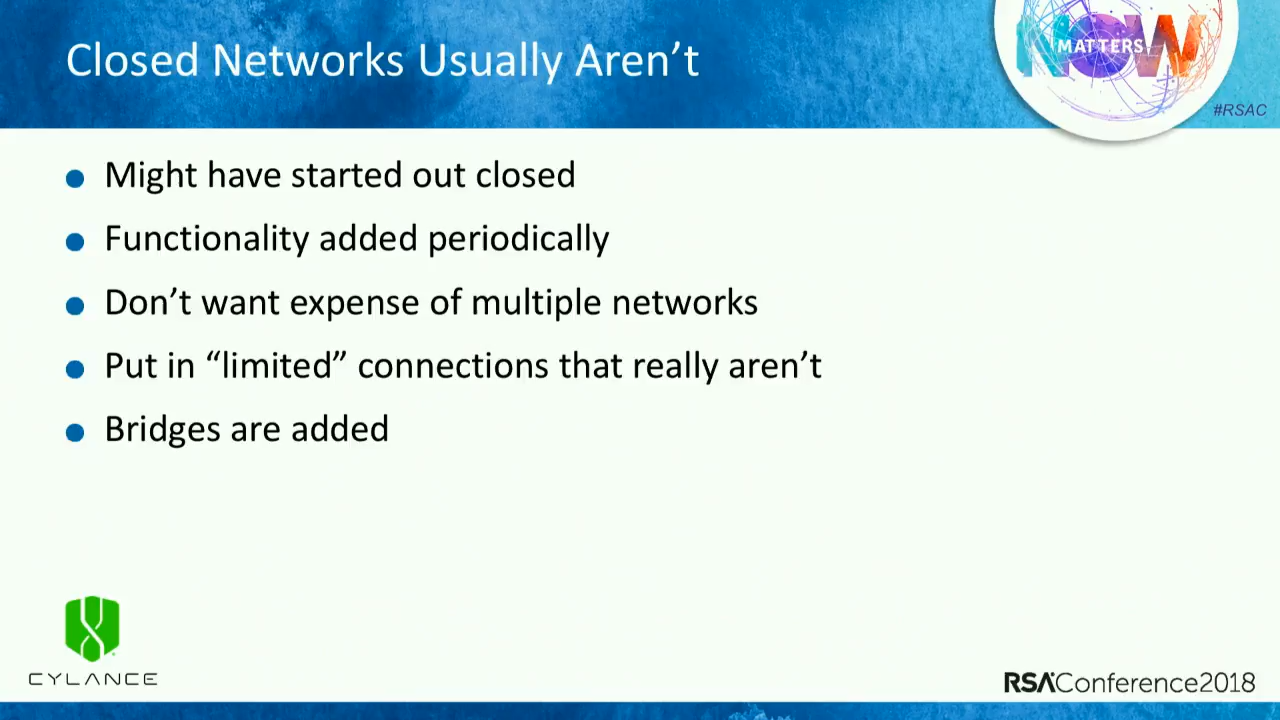 Closed Networks Usually Aren’t
NOW
MATTERS
#RSAC
Might have started out closed
Functionality added periodically
Don’t want expense of multiple networks
Put in “limited” connections that really aren’t
Bridges are added
CYLANCE
RSAConference2018